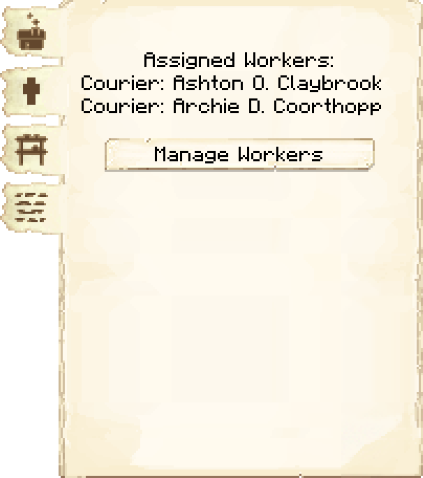 Assigned Workers:
Courier: Ashton O. Claybrook
Courier: Archie D. Coorthopp
Manage Workers